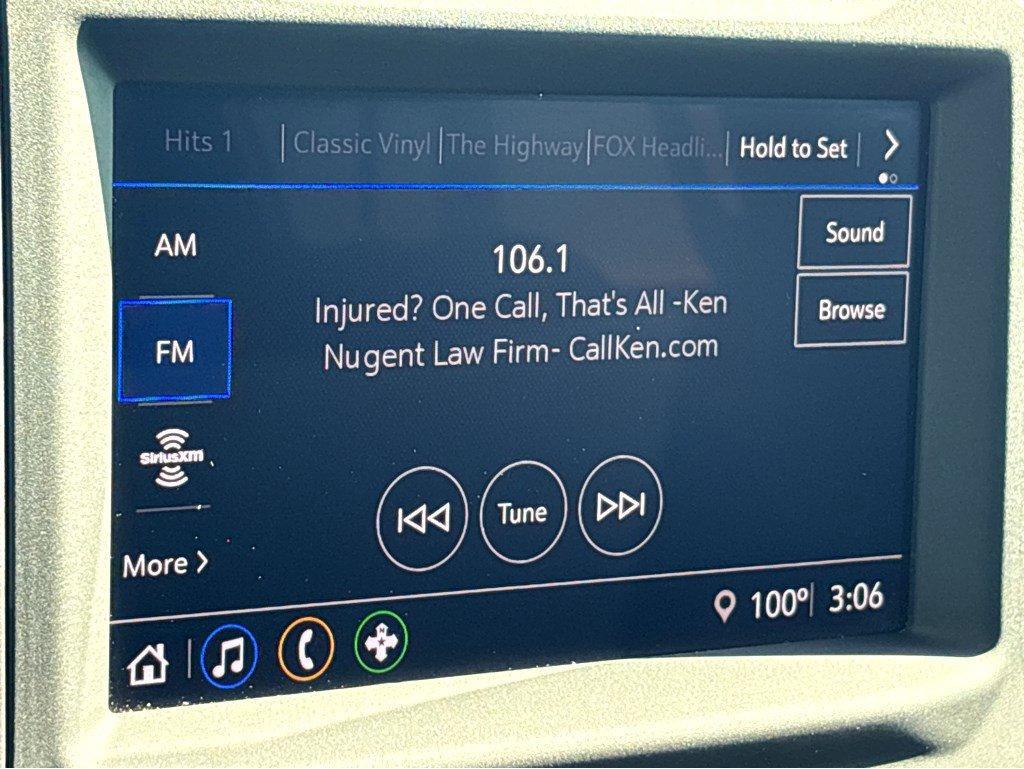 Hits 1 Classic Vinyl The Highway FOX Headli... Hold to Set
AM
Sound
106.1
Injured? One Call, That's All -Ken
Browse
FM
Nugent Law Firm- CallKen.com
SiriusXM
Tune
More
100° 3:06
N